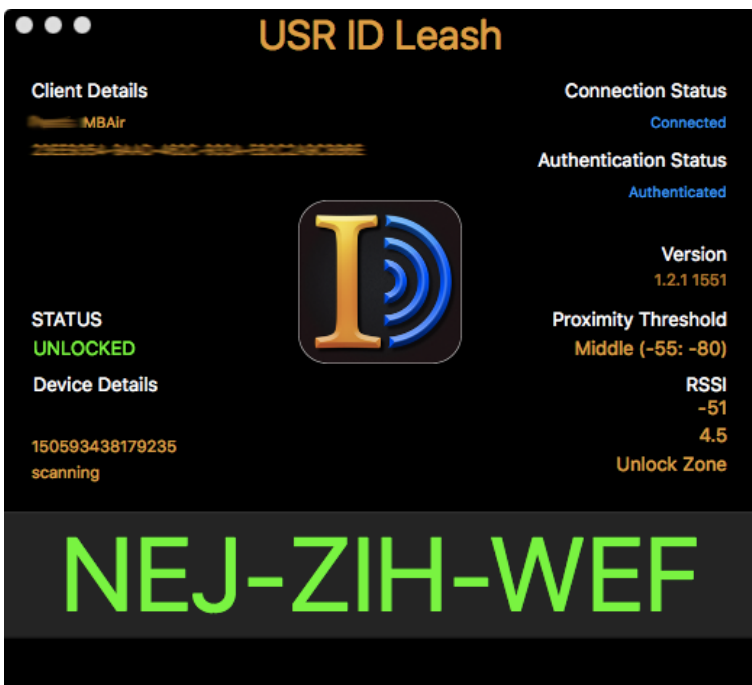 USR ID Leash
Client Details
MBAir
STATUS
UNLOCKED
Device Details
150593438179235
scanning
Connection Status
Connected
Authentication Status
Authenticated
Version
1.2.1 1551
Proximity Threshold
Middle (-55: -80)
RSSI
-51
4.5
Unlock Zone
NEJ-ZIH-WEF